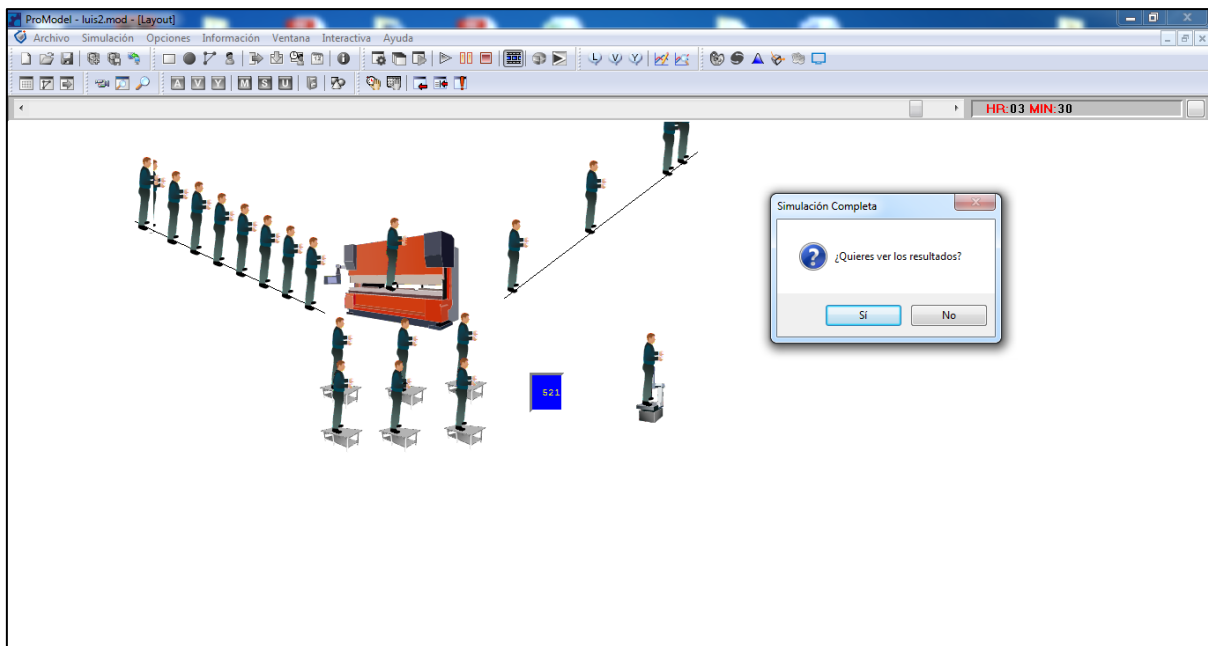 ProModel - luis2.mod - [Layout]
Archivo Simulación Opciones Información Ventana Interactiva Ayuda
A V Y M S U
HR:03 MIN:30
Simulación Completa
¿Quieres ver los resultados?
Sí No
521